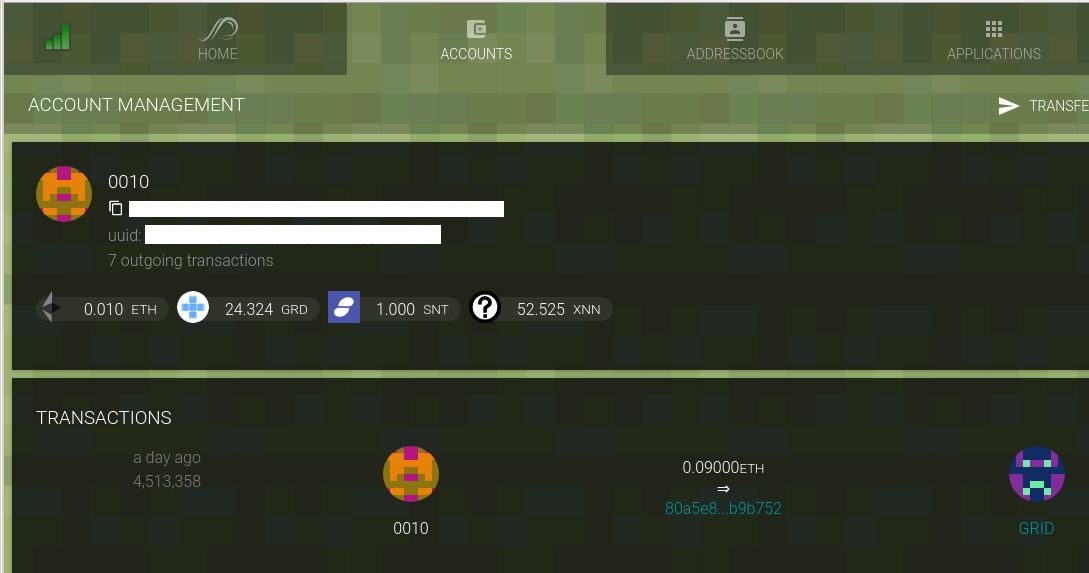 HOME
ACCOUNTS
ADDRESSBOOK
APPLICATIONS
ACCOUNT MANAGEMENT
TRANSFE
0010
uuid:
7 outgoing transactions
0.010 ETH 24.324 GRD 1.000 SNT 52.525 XNN
TRANSACTIONS
a day ago
4,513,358
0010
0.09000ETH
⇒
80a5e8...b9b752
GRID